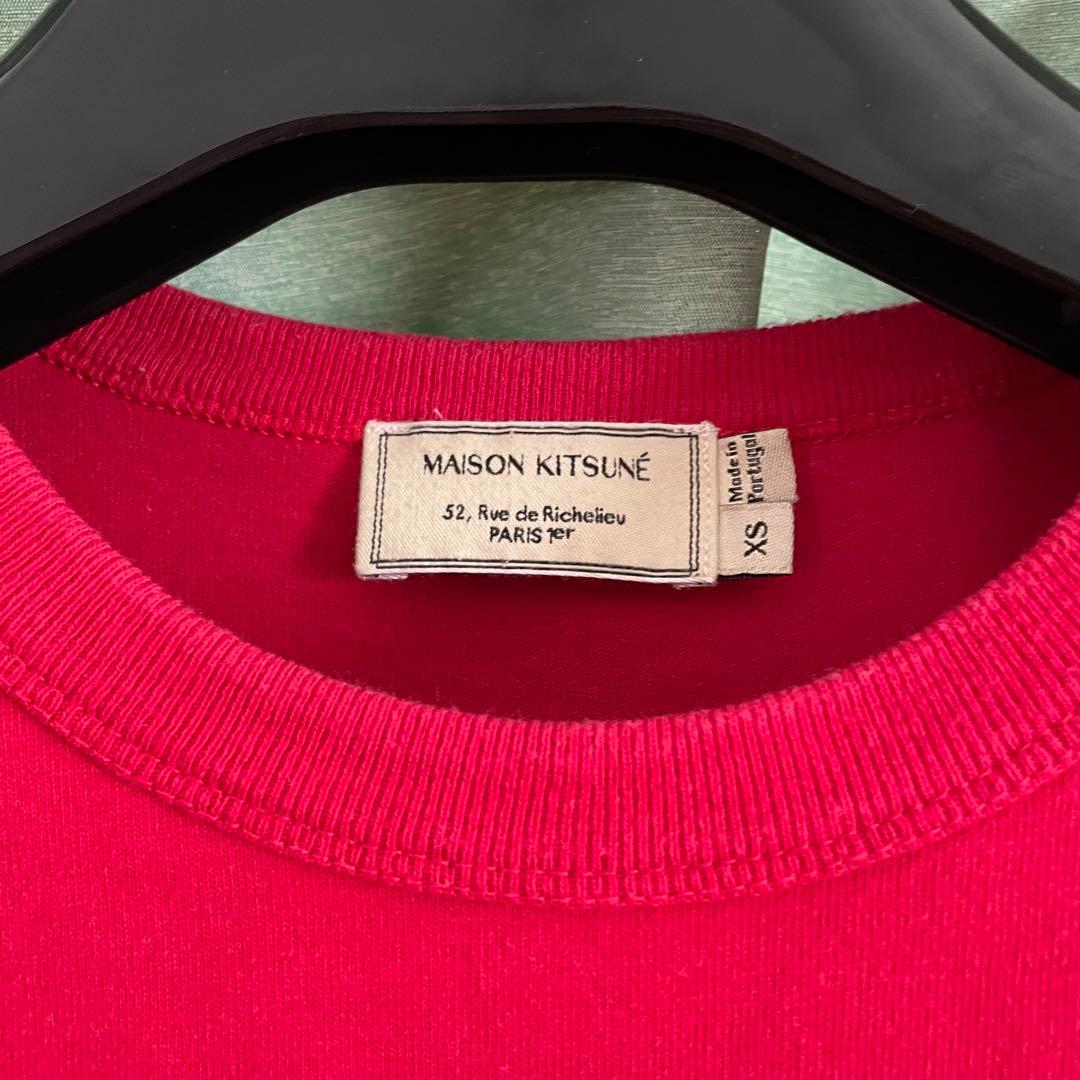 MAISON KITSUNÉ
52, Rue de Richelieu
PARIS 1er
Made in
Portugal
XS